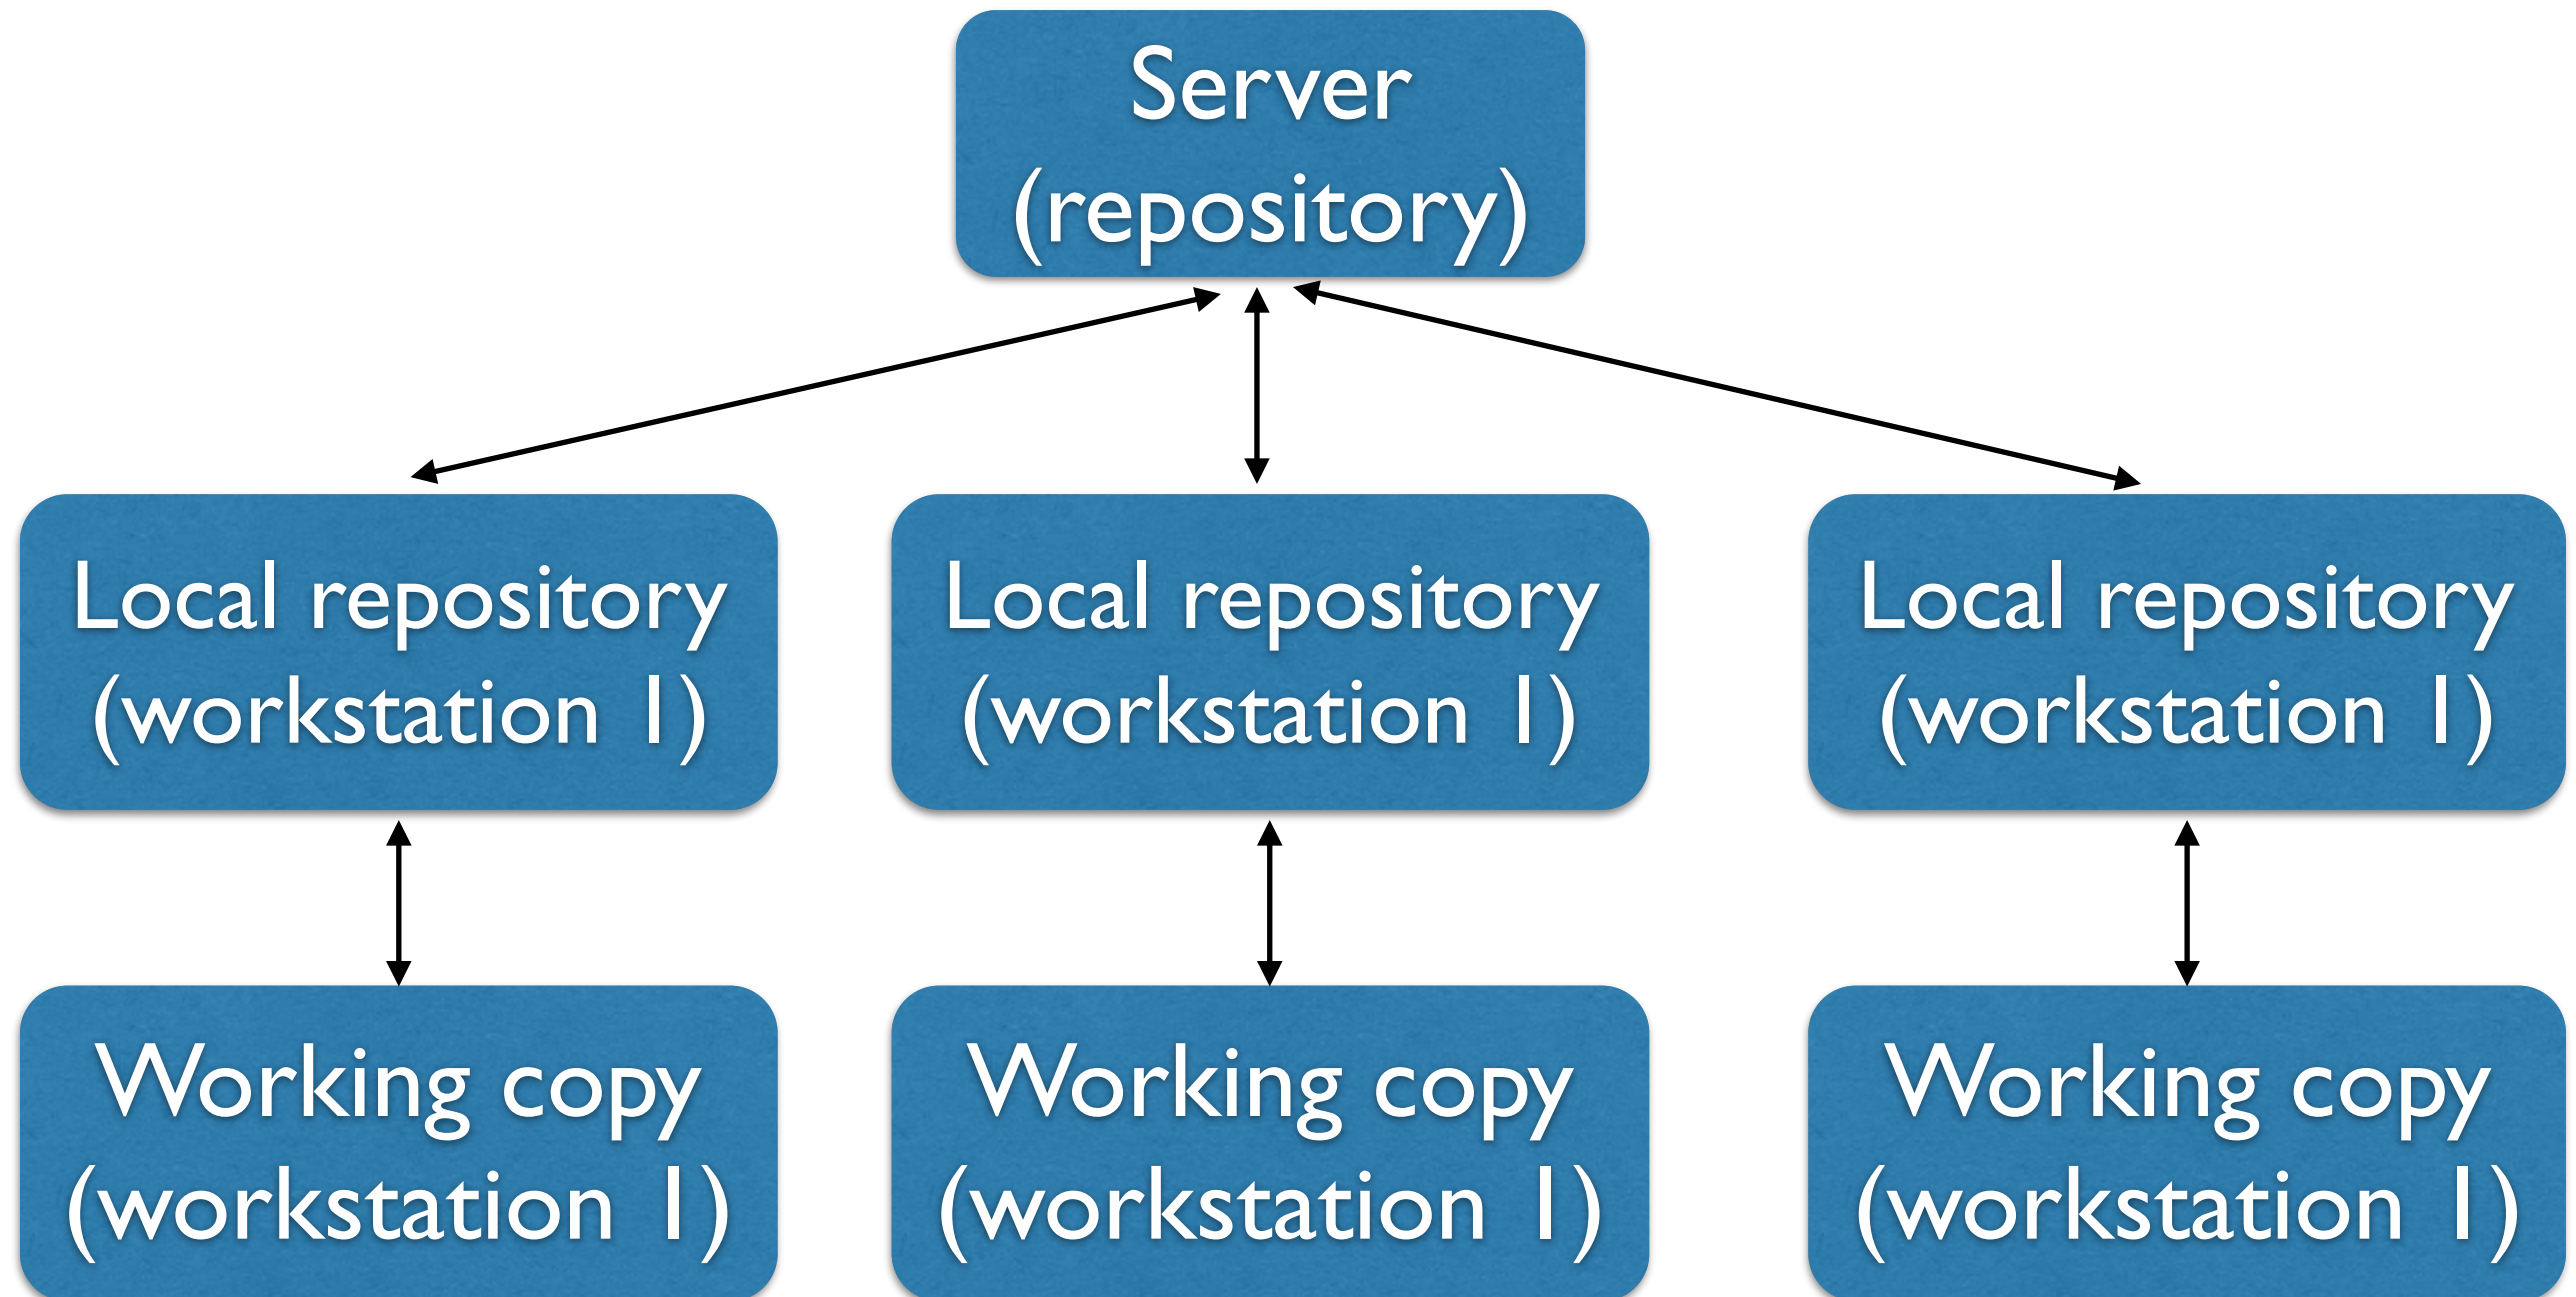 Server
(repository)
Local repository
(workstation 1)
Local repository
(workstation 1)
Local repository
(workstation 1)
Working copy
(workstation 1)
Working copy
(workstation 1)
Working copy
(workstation 1)